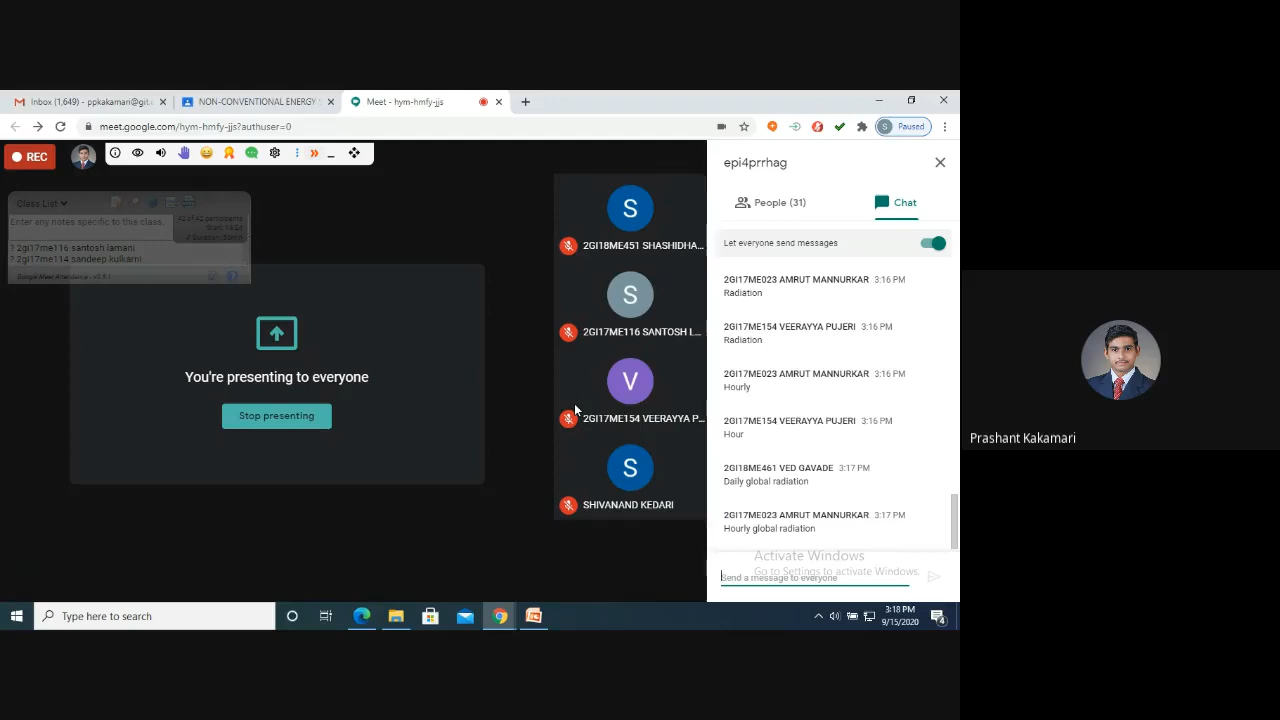 Inbox (1,649) - ppkakamari@git.
NON-CONVENTIONAL ENERGY
Meet - hym-hmfy-jjs
meet.google.com/hym-hmfy-jjs?authuser=0
S
Paused
REC
Class List
Enter any notes specific to this class.
42 of 42 participants
? 2gi17me116 santosh lamani
? 2gi17me114 sandeep kulkarni
You're presenting to everyone
Stop presenting
S
2GI18ME451 SHASHIDHA...
S
2GI17ME116 SANTOSH L...
V
2GI17ME154 VEERAYYA P...
S
SHIVANAND KEDARI
epi4prrhag
People (31)
Chat
Let everyone send messages
2GI17ME023 AMRUT MANNURKAR 3:16 PM
Radiation
2GI17ME154 VEERAYYA PUJERI 3:16 PM
Radiation
2GI17ME023 AMRUT MANNURKAR 3:16 PM
Hourly
2GI17ME154 VEERAYYA PUJERI 3:16 PM
Hour
2GI18ME461 VED GAVADE 3:17 PM
Daily global radiation
2GI17ME023 AMRUT MANNURKAR 3:17 PM
Hourly global radiation
Activate Windows
Go to Settings to activate Windows.
Send a message to everyone
Type here to search
3:18 PM
9/15/2020
4
Prashant Kakamari